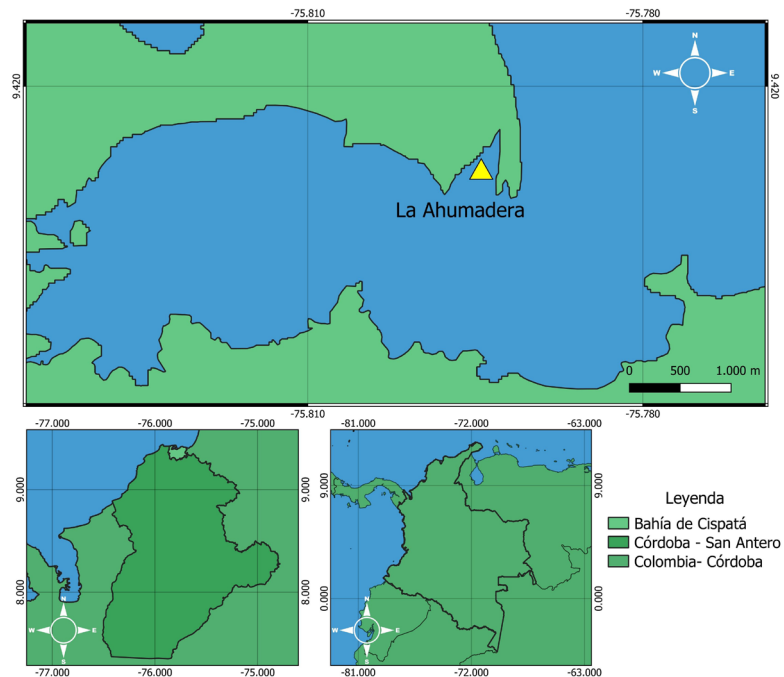 -75.810 -75.780
9.420 9.420
N
W E
S
La Ahumadera
0 500 1.000 m
-75.810 -75.780
-77.000 -76.000 -75.000
-81.000 -72.000 -63.000
9.000 9.000
9.000 9.000
Leyenda
Bahía de Cispatá
Córdoba - San Antero
Colombia- Córdoba
8.000 8.000
0.000 0.000
N
W E
S
N
W E
S
-77.000 -76.000 -75.000
-81.000 -72.000 -63.000